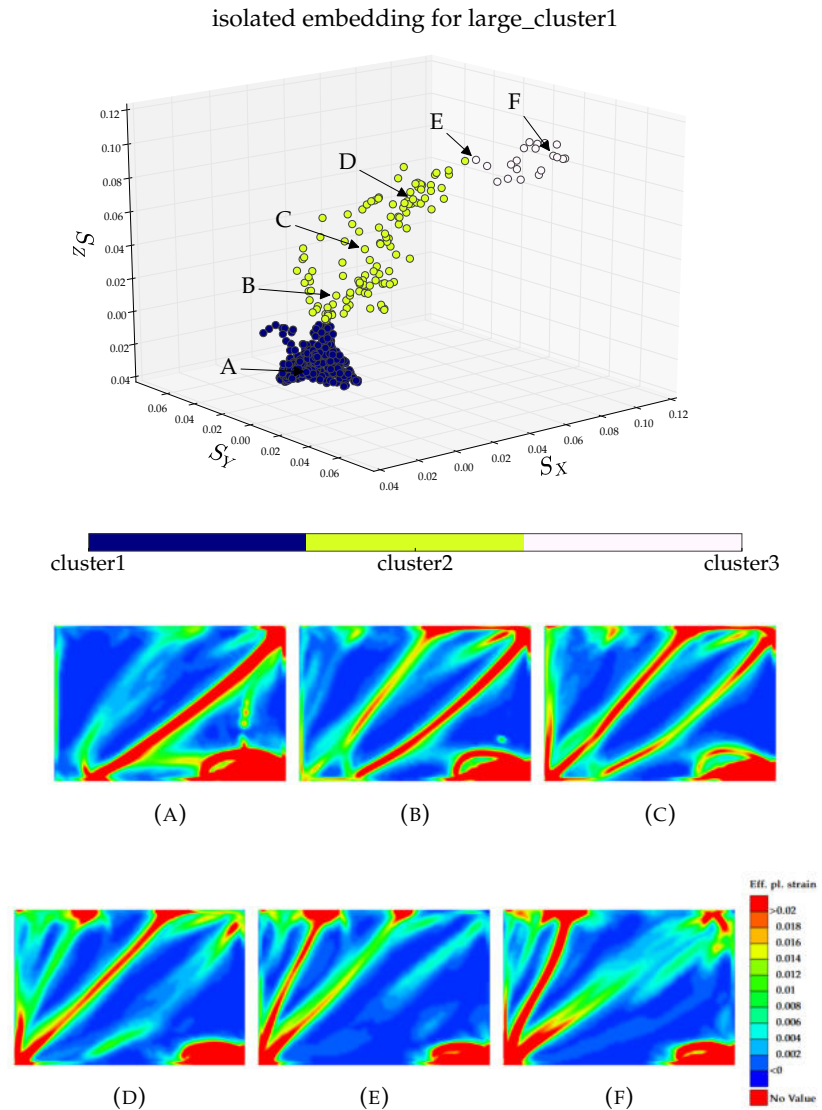 isolated embedding for large_cluster1
0.12
0.10
0.08
0.06
0.04
0.02
0.00
0.02
0.04
S_Z
0.06
0.04
0.02
0.00
0.02
0.04
0.06
S_Y
0.04
0.02
0.00
0.02
0.04
0.06
0.08
0.10
0.12
S_X
F
E
D
C
B
A
cluster1 cluster2 cluster3
(A) (B) (C)
Eff. pl. strain
>0.02
0.018
0.016
0.014
0.012
0.01
0.008
0.006
0.004
0.002
<0
No Value
(D) (E) (F)